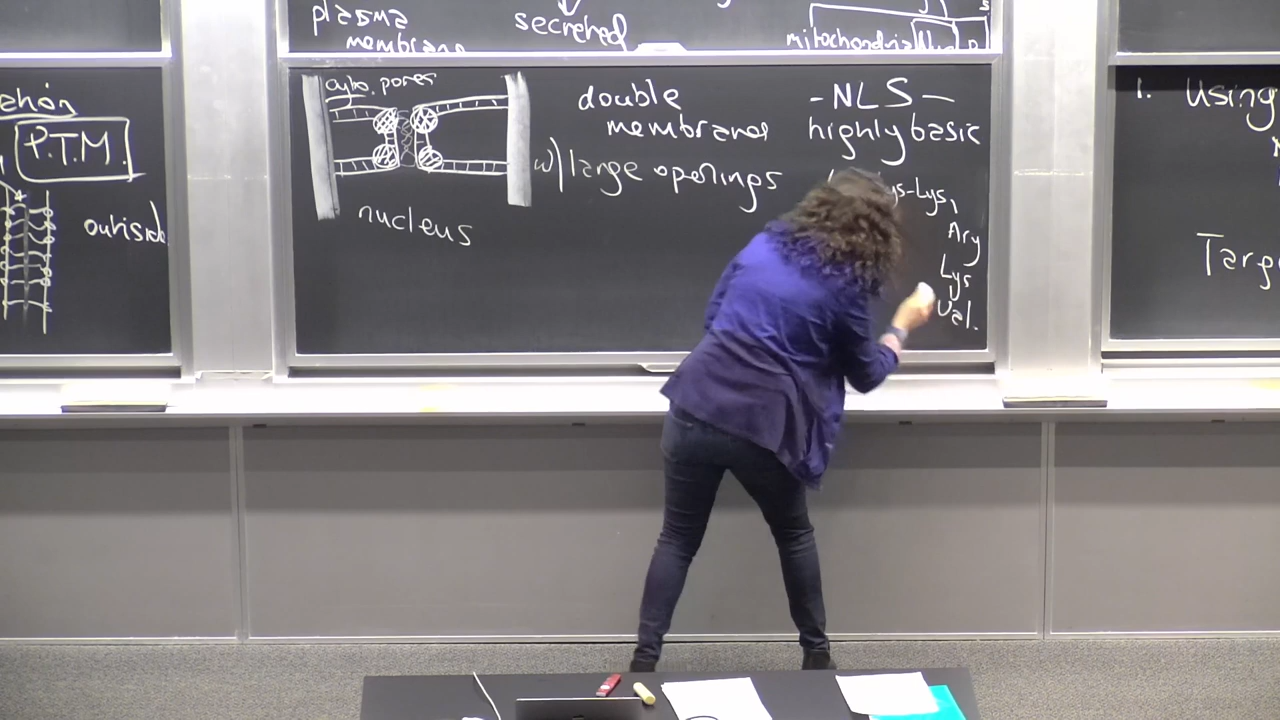 plasma
membrane
secreted
mitochondria
P.T.M.
outside
cyto. pores
nucleus
double
membranes
w/ large openings
-NLS-
highly basic
Lys,
Arg
Lys
Val.
1. Using